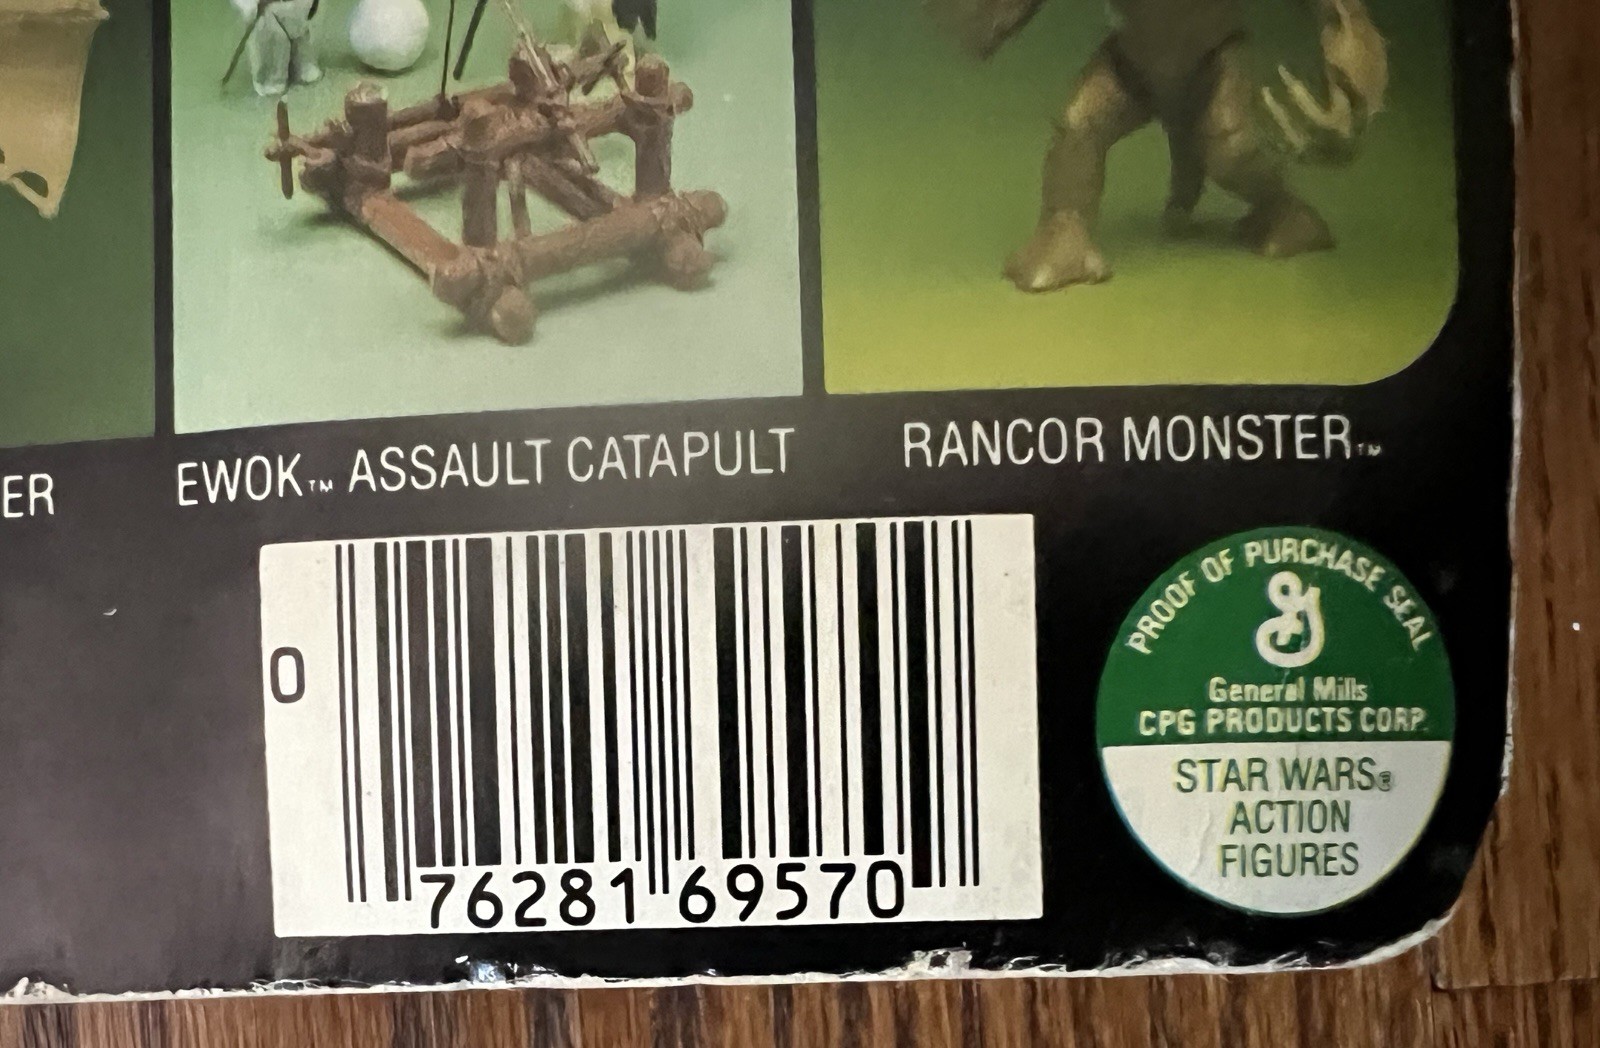 ER
EWOK™ ASSAULT CATAPULT
RANCOR MONSTER™
0
76281 69570
PROOF OF PURCHASE SEAL
G
General Mills
CPG PRODUCTS CORP.
STAR WARS®
ACTION
FIGURES